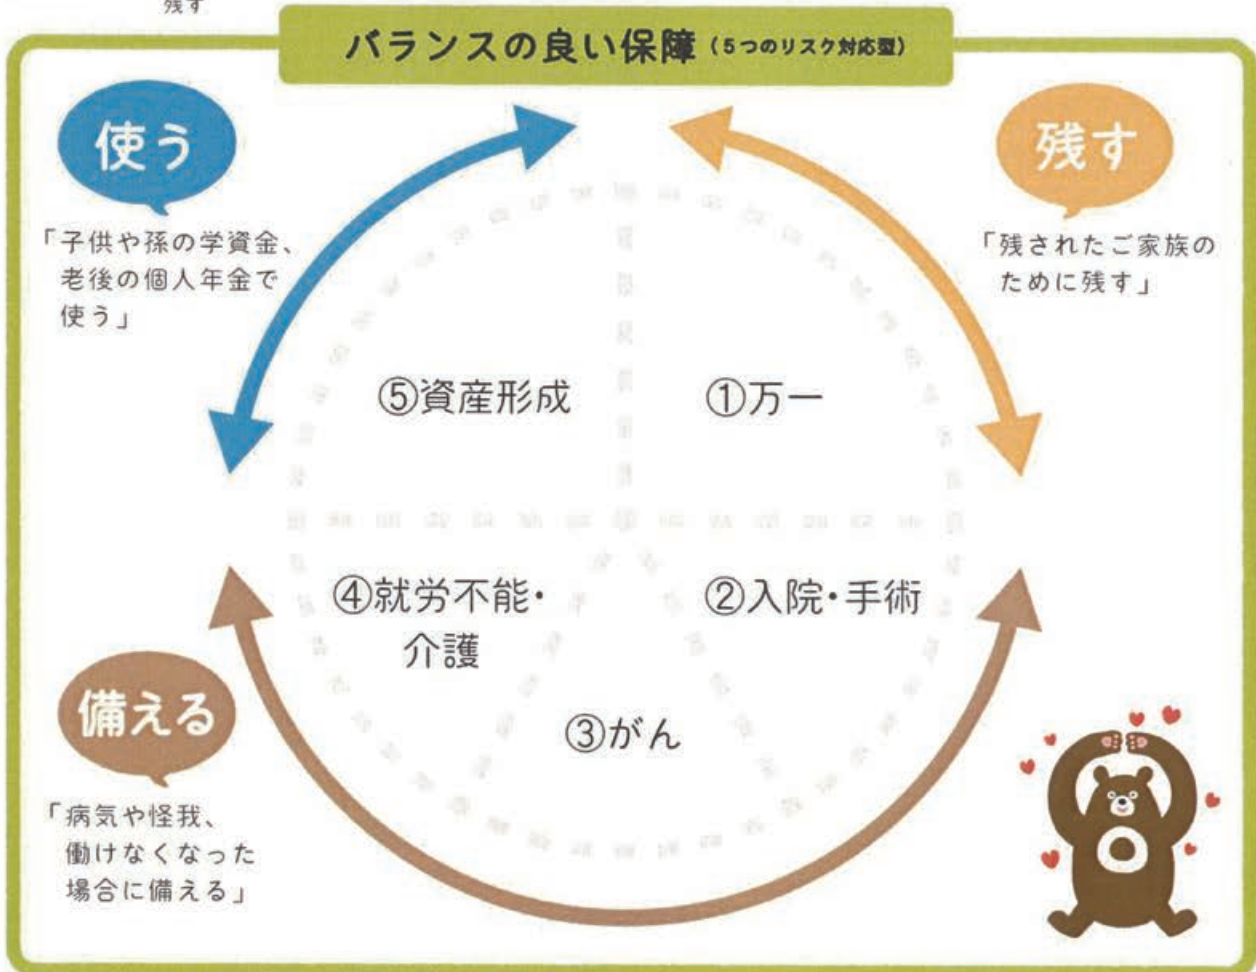 残す
バランスの良い保障(5つのリスク対応型)
使う
「子供や孫の学資金、
老後の個人年金で
使う」
残す
「残されたご家族の
ために残す」
⑤資産形成
①万一
④就労不能・
介護
②入院・手術
③がん
備える
「病気や怪我、
働けなくなった
場合に備える」